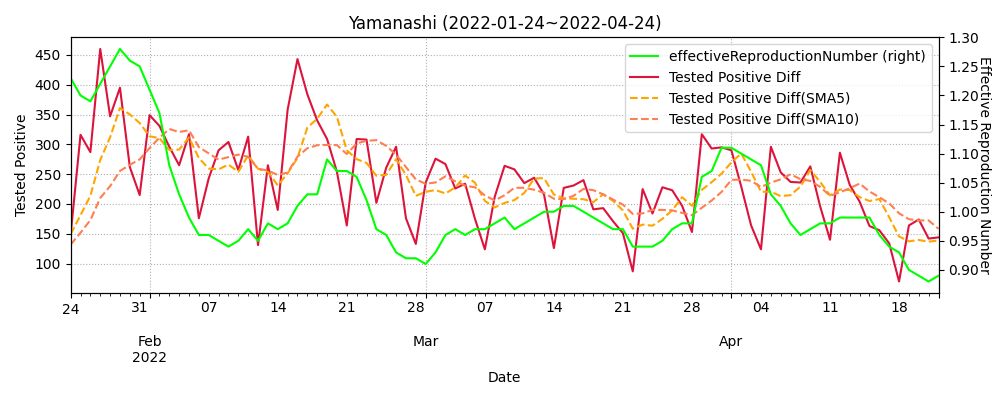 Yamanashi (2022-01-24~2022-04-24)
effectiveReproductionNumber (right)
Tested Positive Diff
Tested Positive Diff(SMA5)
Tested Positive Diff(SMA10)
Tested Positive
450
400
350
300
250
200
150
100
1.30
1.25
1.20
1.15
1.10
1.05
1.00
0.95
0.90
Effective Reproduction Number
24 31 07 14 21 28 07 14 21 28 04 11 18
Feb Mar Apr
2022
Date